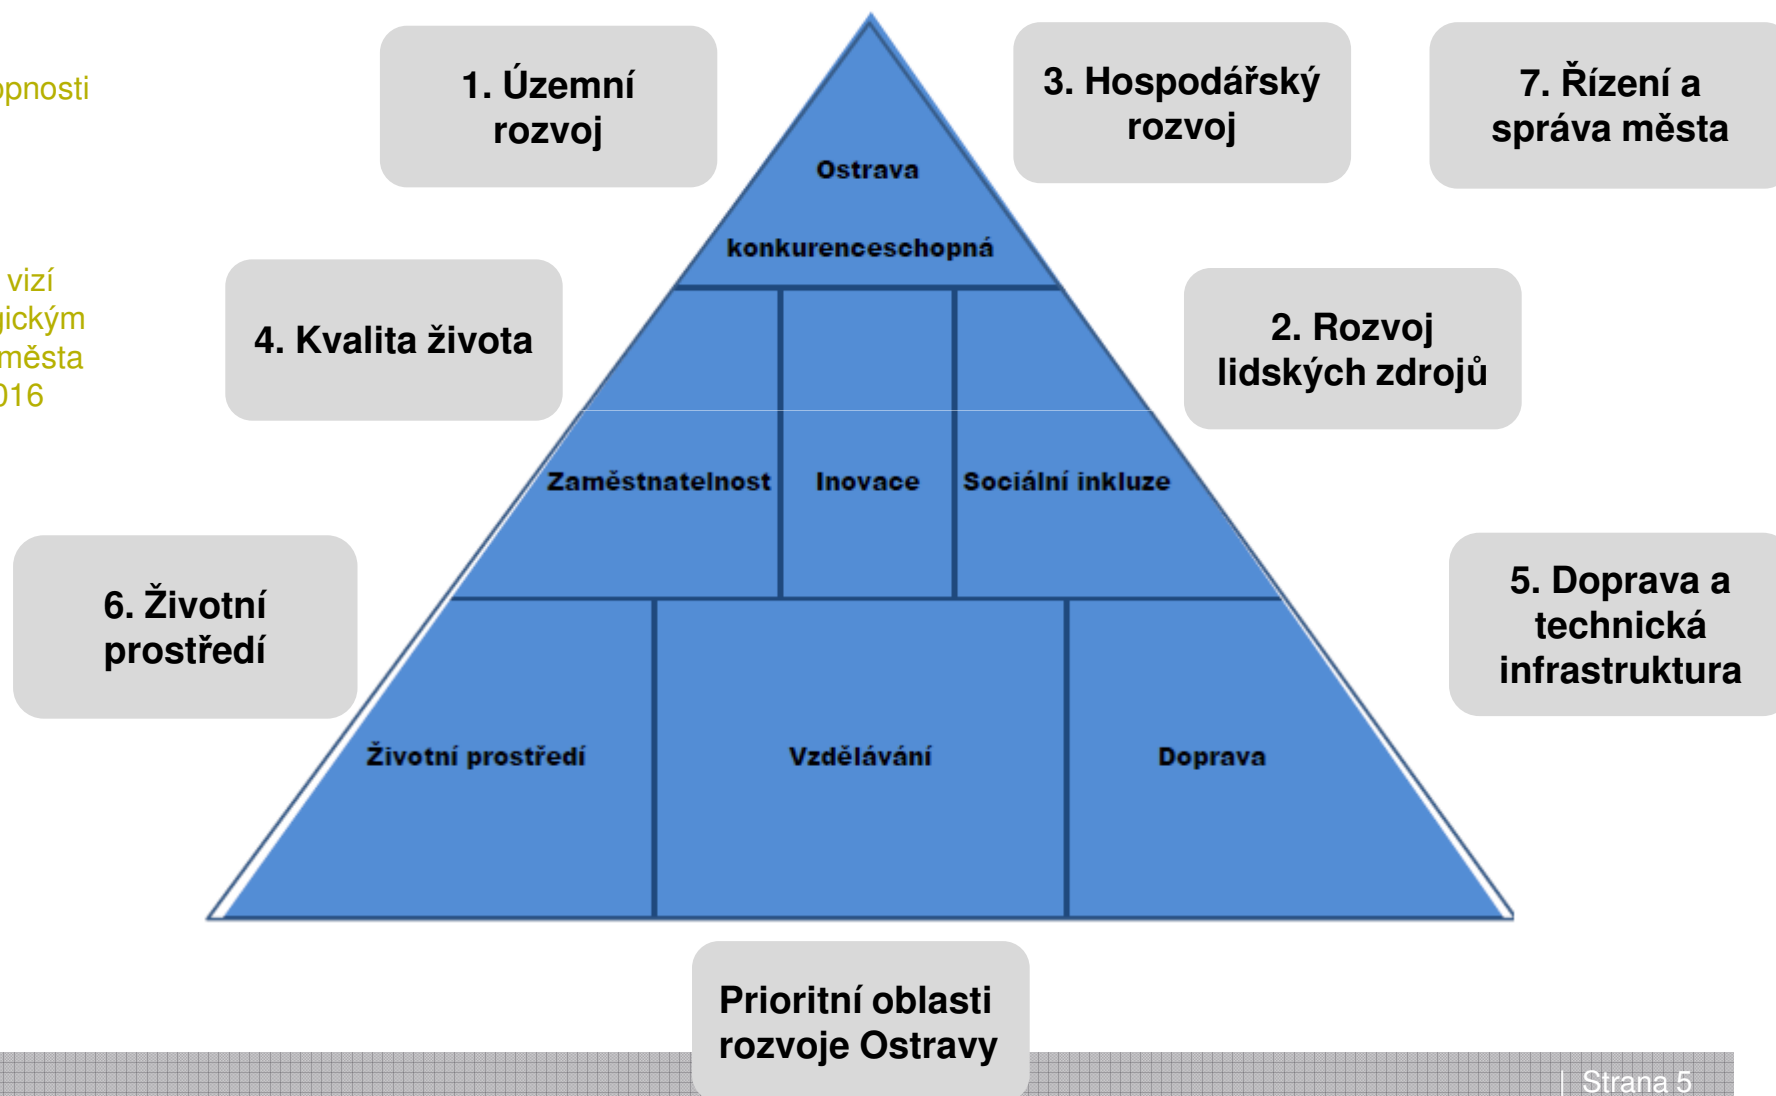 opnosti
vizí
gickým
města
016
1. Územní
rozvoj
3. Hospodářský
rozvoj
7. Řízení a
správa města
Ostrava
konkurenceschopná
4. Kvalita života
2. Rozvoj
lidských zdrojů
Zaměstnatelnost
Inovace
Sociální inkluze
6. Životní
prostředí
5. Doprava a
technická
infrastruktura
Životní prostředí
Vzdělávání
Doprava
Prioritní oblasti
rozvoje Ostravy
| Strana 5